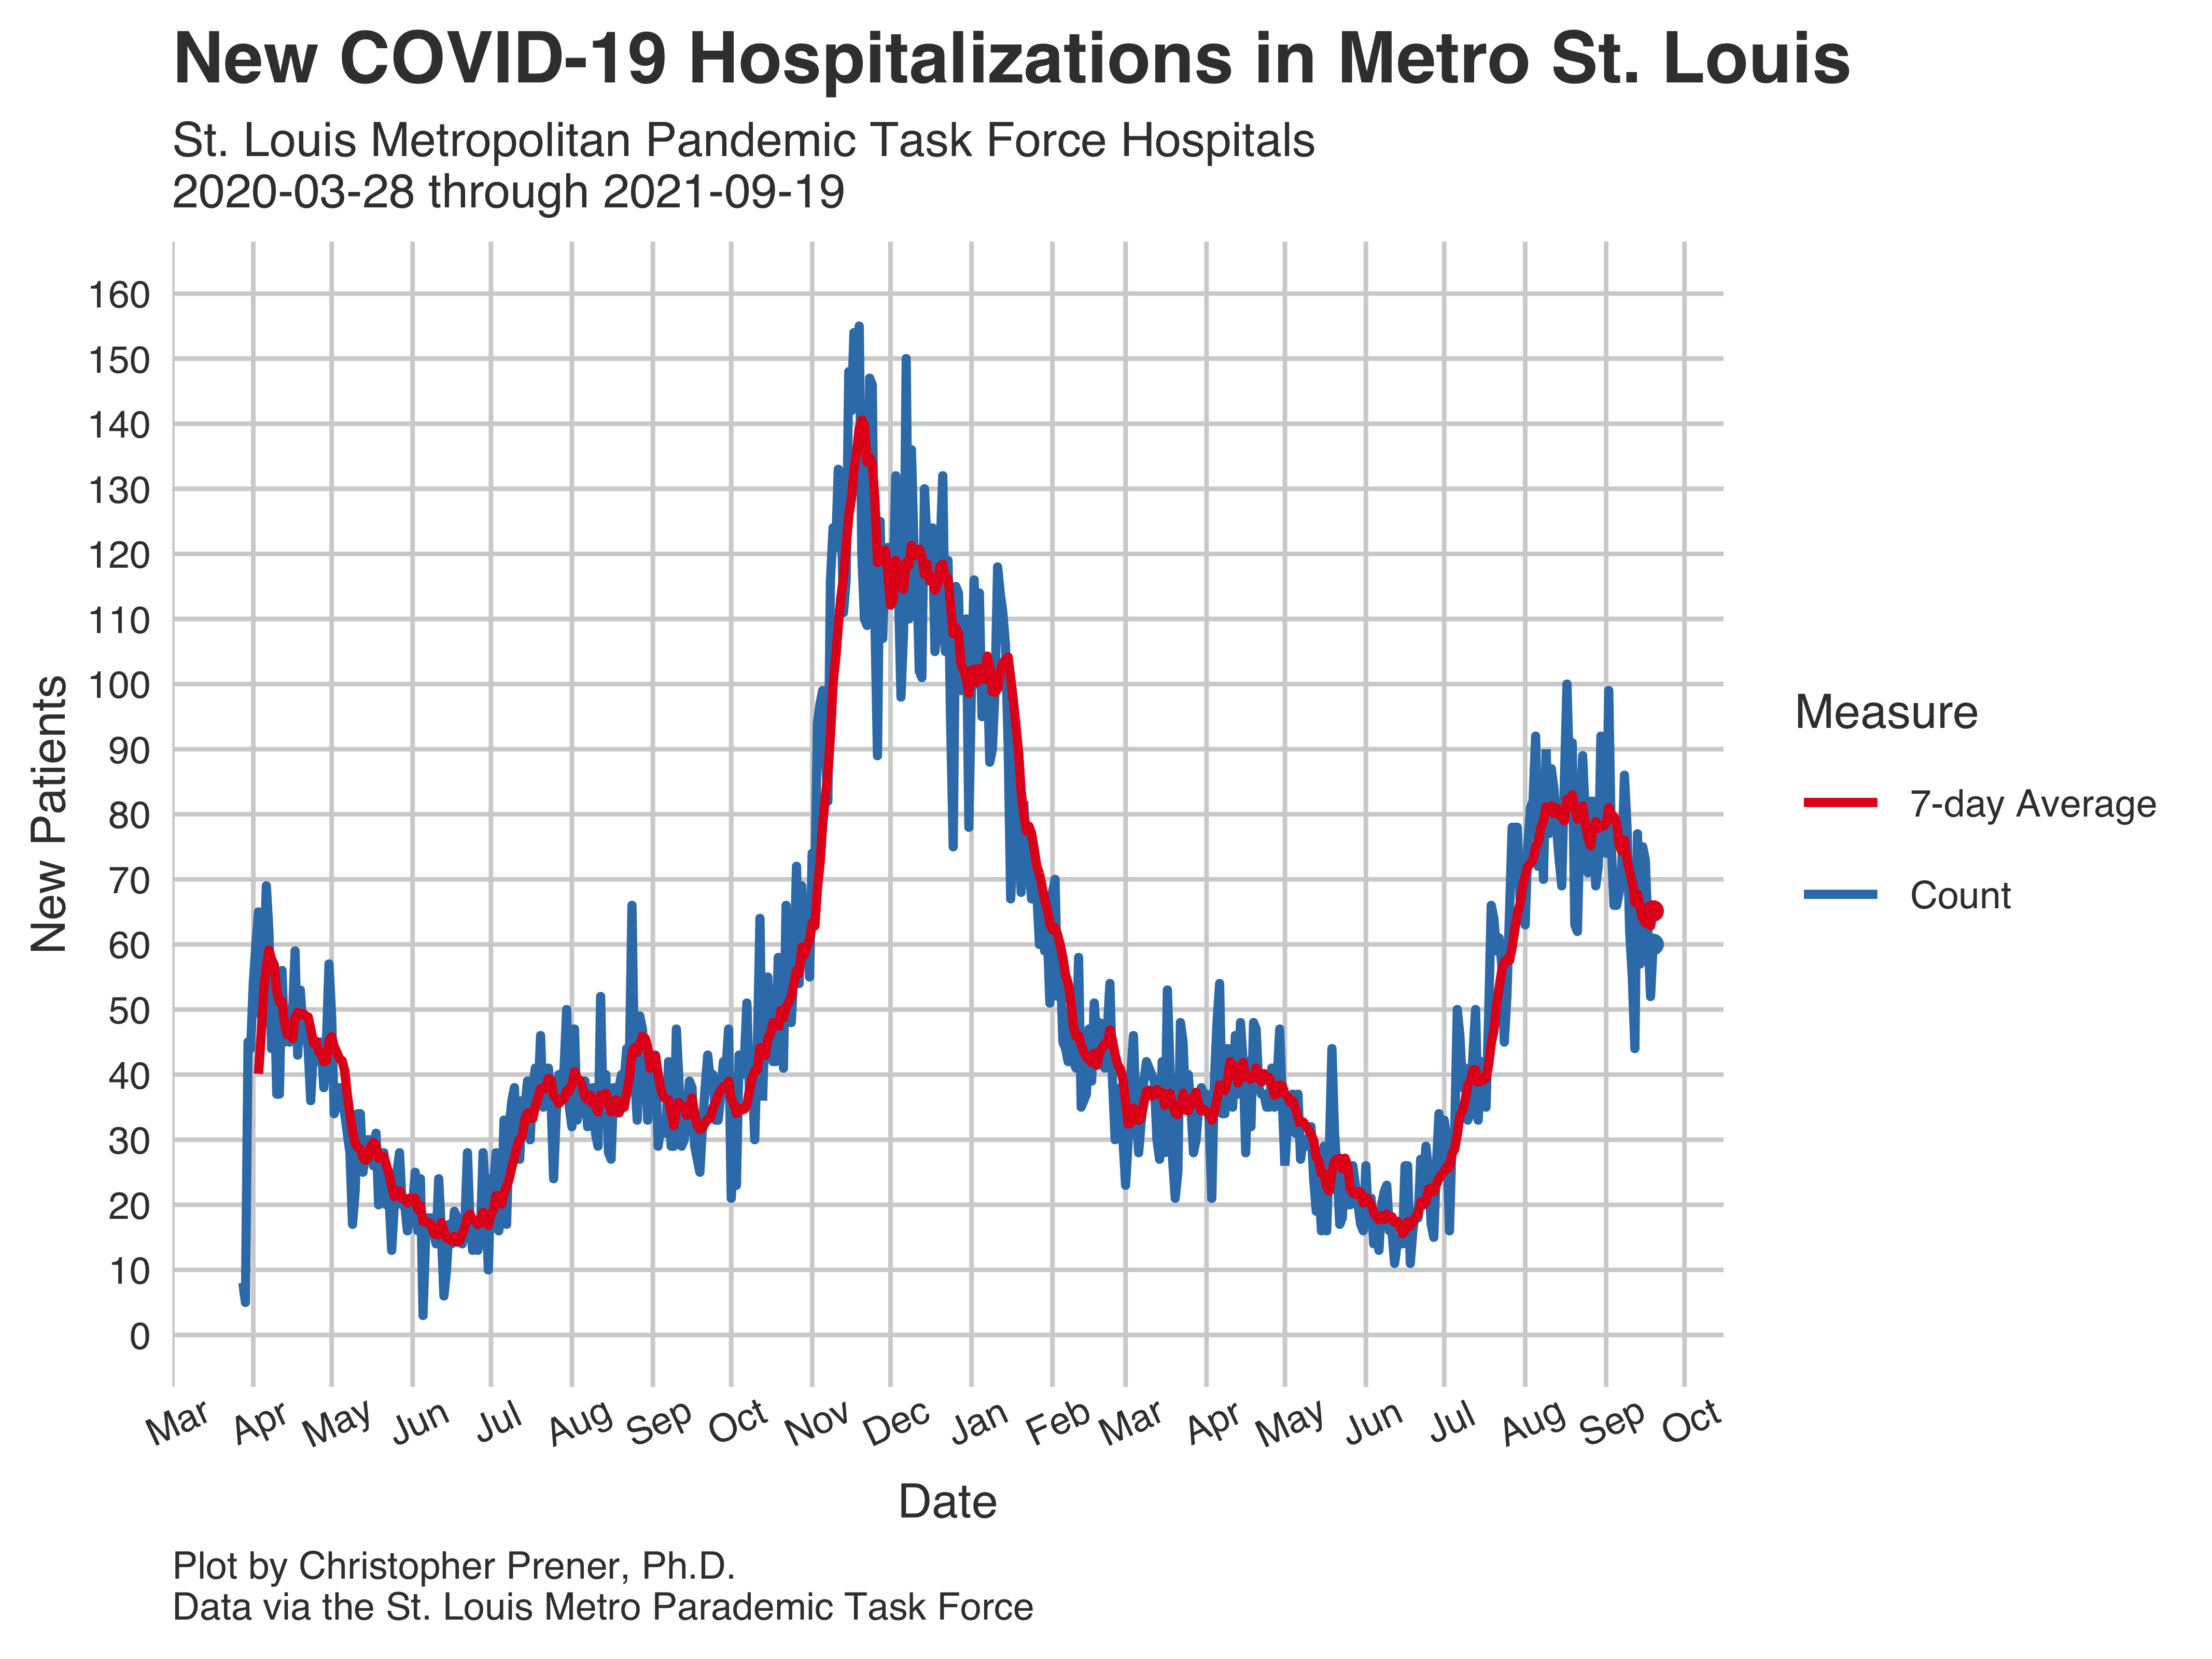 New COVID-19 Hospitalizations in Metro St. Louis
St. Louis Metropolitan Pandemic Task Force Hospitals
2020-03-28 through 2021-09-19
160
150
140
130
120
110
100
90
80
70
60
50
40
30
20
10
0
New Patients
Mar Apr May Jun Jul Aug Sep Oct Nov Dec Jan Feb Mar Apr May Jun Jul Aug Sep Oct
Date
Measure
7-day Average
Count
Plot by Christopher Prener, Ph.D.
Data via the St. Louis Metro Parademic Task Force